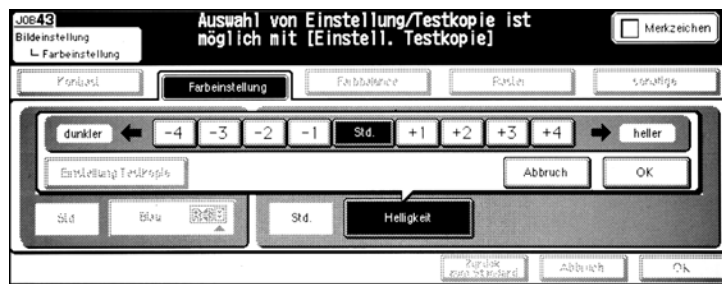 JOB43
Auswahl von Einstellung/Testkopie ist
möglich mit [Einstell. Testkopie]
Merkzeichen
Bildeinstellung
Farbeinstellung
Kontrast Farbeinstellung Farbbalance Raster sonstige
dunkler -4 -3 -2 -1 Std. +1 +2 +3 +4 heller
Einstellung Testkopie Abbruch OK
Std Blau RGB Std. Helligkeit
Zurück
zum Standard Abbruch OK